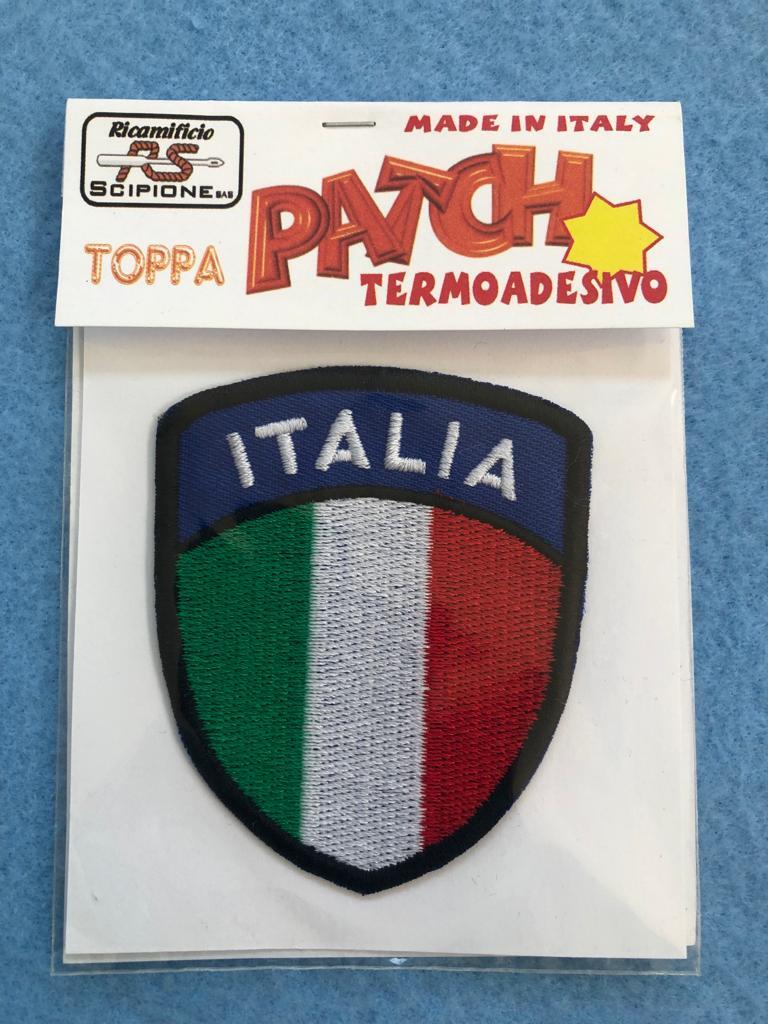 Ricamificio
RS
SCIPIONE SAS
MADE IN ITALY
PATCH
TOPPA
TERMOADESIVO
ITALIA